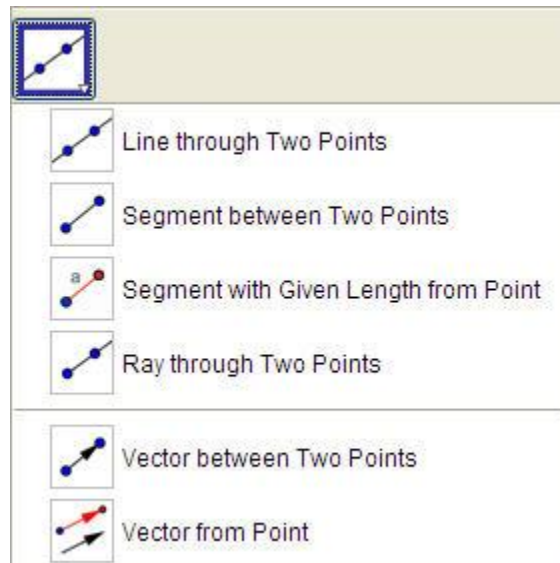 Line through Two Points
Segment between Two Points
a
Segment with Given Length from Point
Ray through Two Points
Vector between Two Points
Vector from Point